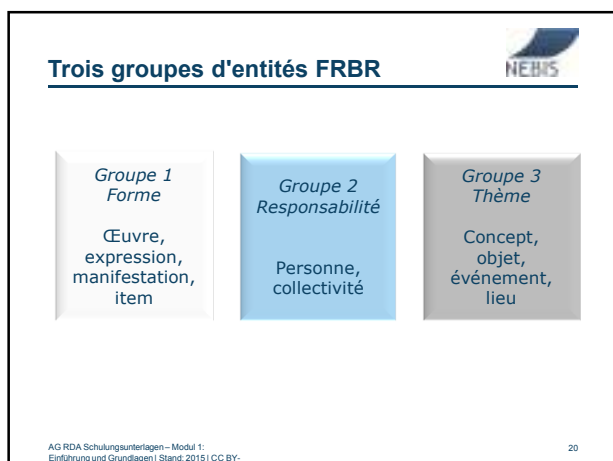 Trois groupes d'entités FRBR
NEBIS
Groupe 1
Forme
Œuvre,
expression,
manifestation,
item
Groupe 2
Responsabilité
Personne,
collectivité
Groupe 3
Thème
Concept,
objet,
événement,
lieu
AG RDA Schulungsunterlagen – Modul 1:
Einführung und Grundlagen | Stand: 2015 | CC BY-
20